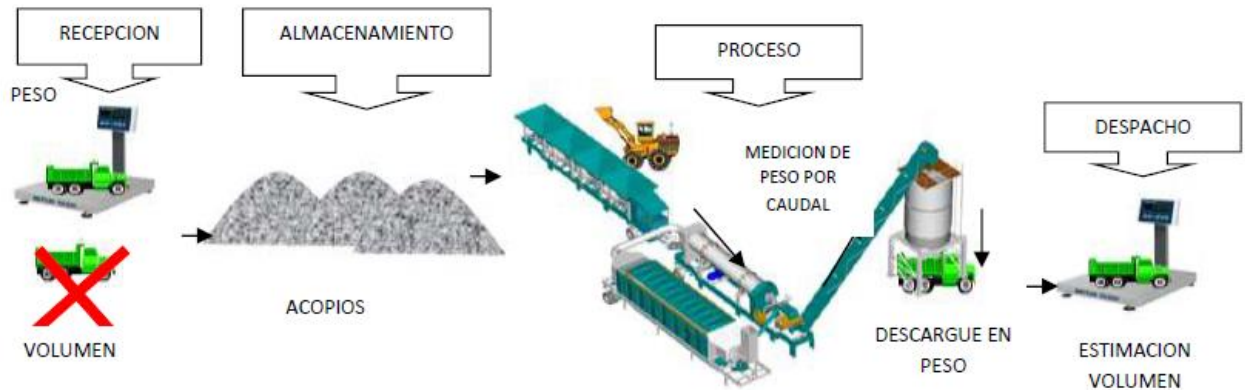 RECEPCION
PESO
VOLUMEN
ALMACENAMIENTO
ACOPIOS
PROCESO
MEDICION DE
PESO POR
CAUDAL
DESCARGUE EN
PESO
DESPACHO
ESTIMACION
VOLUMEN